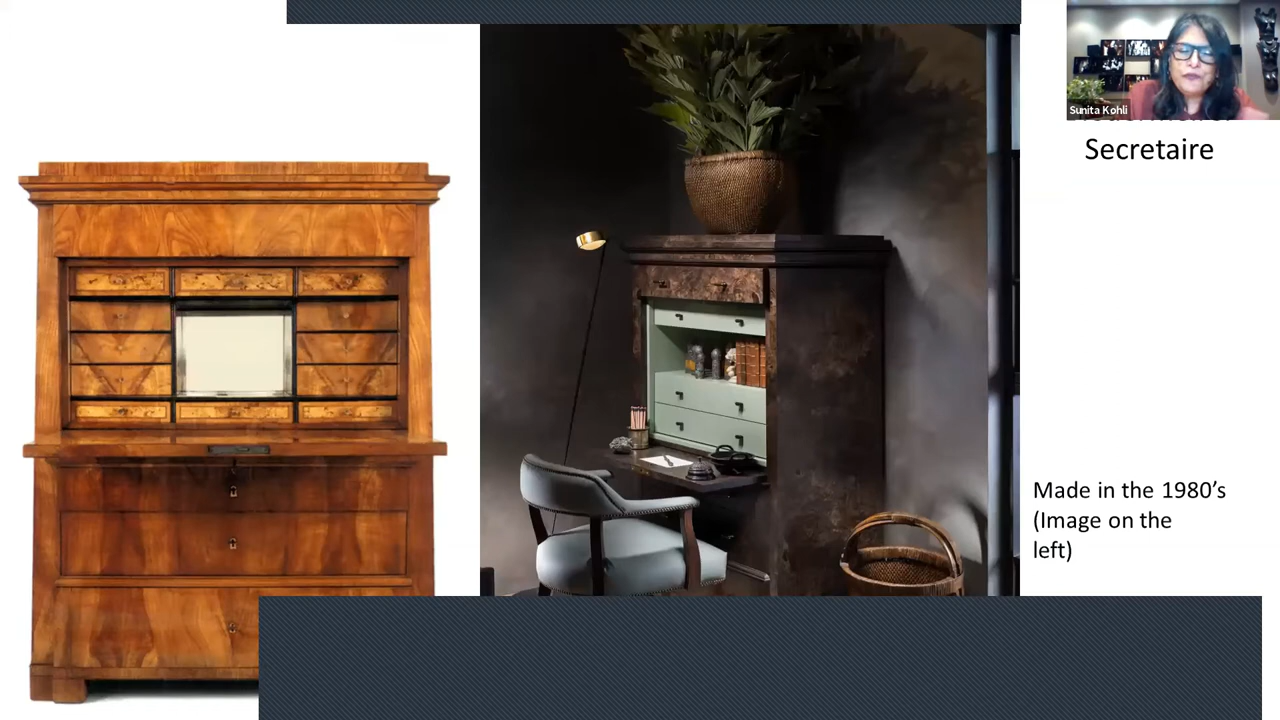 Sunita Kohli
Secretaire
Made in the 1980’s
(Image on the
left)